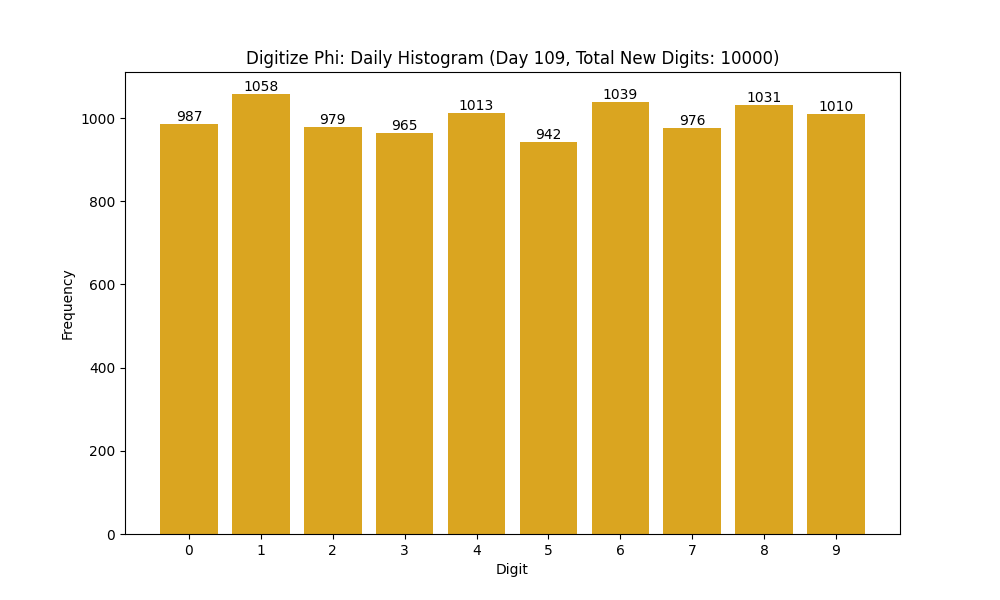 Digitize Phi: Daily Histogram (Day 109, Total New Digits: 10000)
987 1058 979 965 1013 942 1039 976 1031 1010
1000
800
600
400
200
0
Frequency
0 1 2 3 4 5 6 7 8 9
Digit